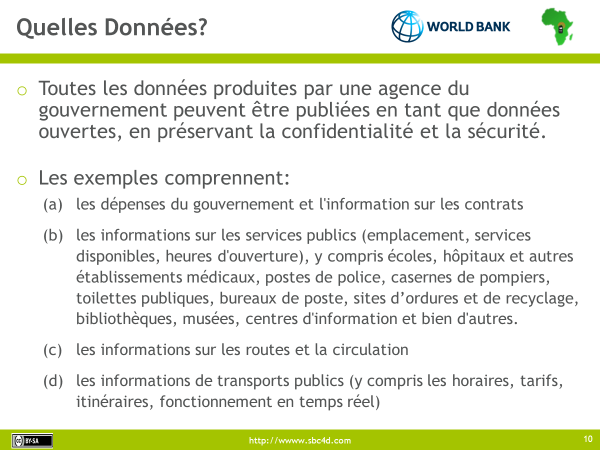 Quelles Données?
WORLD BANK
o Toutes les données produites par une agence du
gouvernement peuvent être publiées en tant que données
ouvertes, en préservant la confidentialité et la sécurité.
o Les exemples comprennent:
(a) les dépenses du gouvernement et l'information sur les contrats
(b) les informations sur les services publics (emplacement, services
disponibles, heures d'ouverture), y compris écoles, hôpitaux et autres
établissements médicaux, postes de police, casernes de pompiers,
toilettes publiques, bureaux de poste, sites d’ordures et de recyclage,
bibliothèques, musées, centres d'information et bien d'autres.
(c) les informations sur les routes et la circulation
(d) les informations de transports publics (y compris les horaires, tarifs,
itinéraires, fonctionnement en temps réel)
BY-SA
http://wwww.sbc4d.com
10